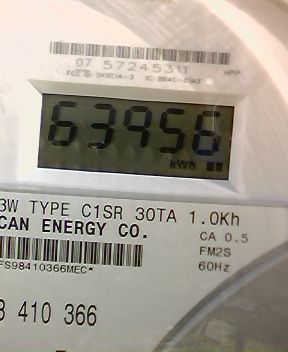 07 57245311
63956
kWh
3W TYPE C1SR 30TA 1.0Kh
CAN ENERGY CO.
CA 0.5
FM2S
60Hz
FS98410366MEC*
410 366